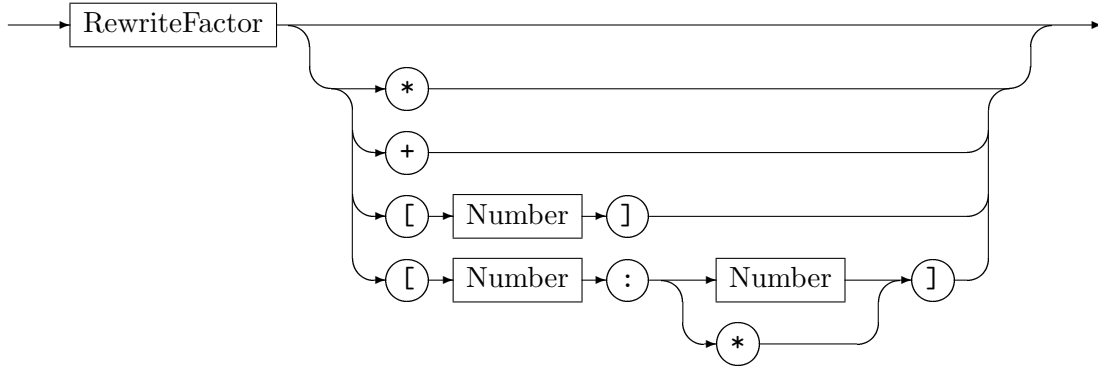 RewriteFactor
*
+
[ Number ]
[ Number : Number ]
*